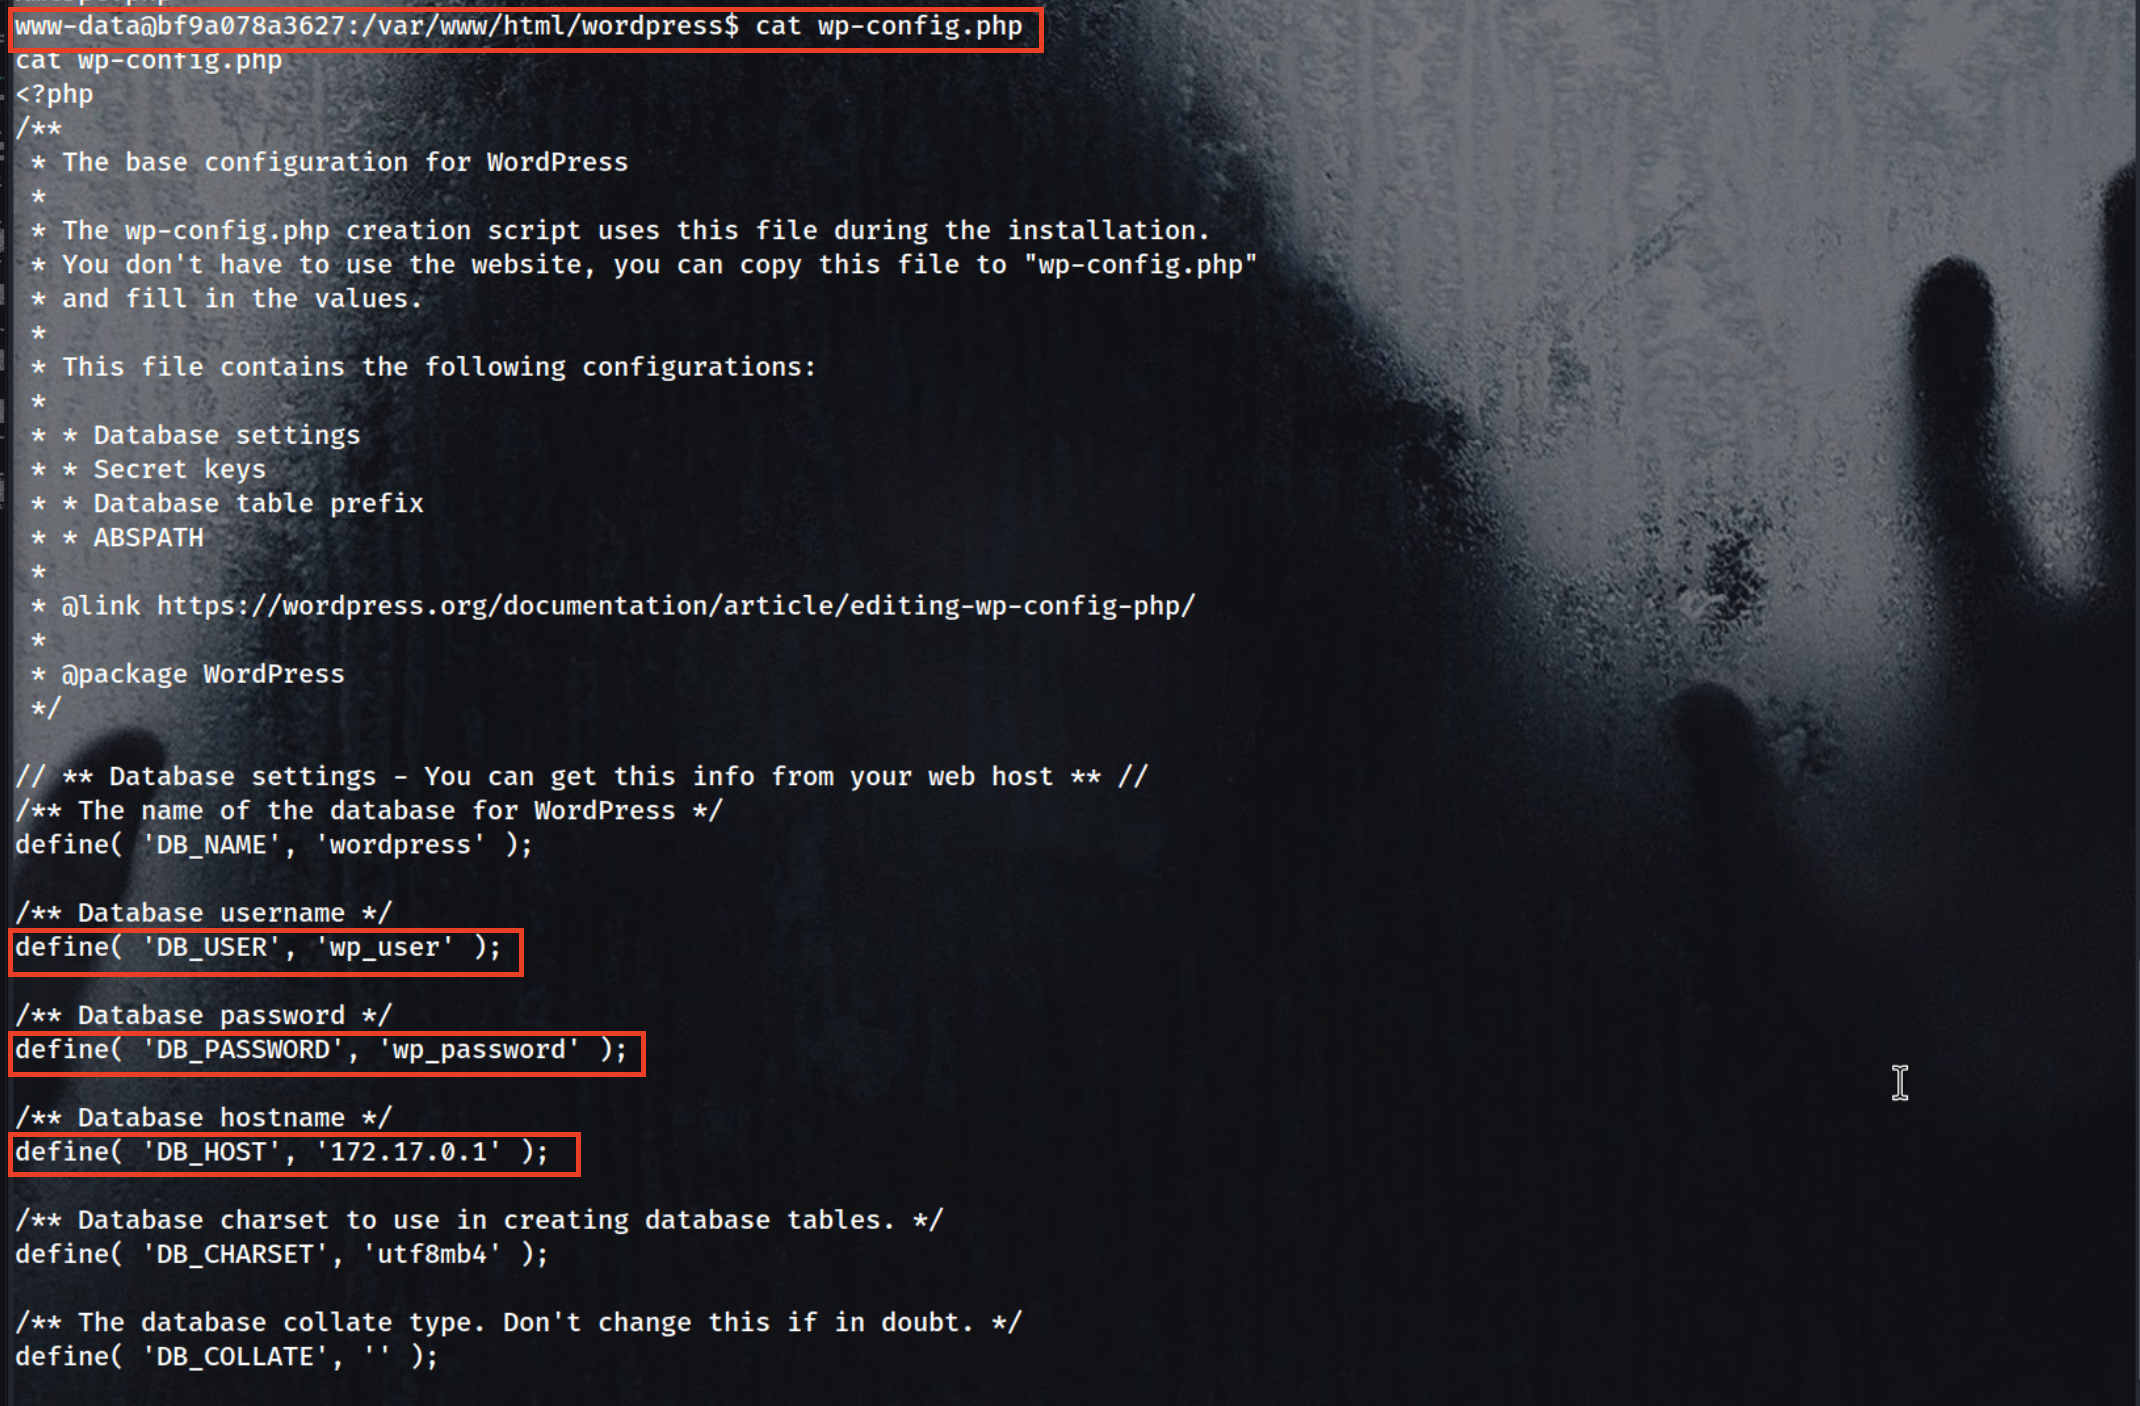 www-data@bf9a078a3627:/var/www/html/wordpress$ cat wp-config.php
cat wp-config.php
<?php
/**
 * The base configuration for WordPress
 *
 * The wp-config.php creation script uses this file during the installation.
 * You don't have to use the website, you can copy this file to "wp-config.php"
 * and fill in the values.
 *
 * This file contains the following configurations:
 *
 * * Database settings
 * * Secret keys
 * * Database table prefix
 * * ABSPATH
 *
 * @link https://wordpress.org/documentation/article/editing-wp-config-php/
 *
 * @package WordPress
 */

// ** Database settings - You can get this info from your web host ** //
/** The name of the database for WordPress */
define( 'DB_NAME', 'wordpress' );

/** Database username */
define( 'DB_USER', 'wp_user' );

/** Database password */
define( 'DB_PASSWORD', 'wp_password' );

/** Database hostname */
define( 'DB_HOST', '172.17.0.1' );

/** Database charset to use in creating database tables. */
define( 'DB_CHARSET', 'utf8mb4' );

/** The database collate type. Don't change this if in doubt. */
define( 'DB_COLLATE', '' );